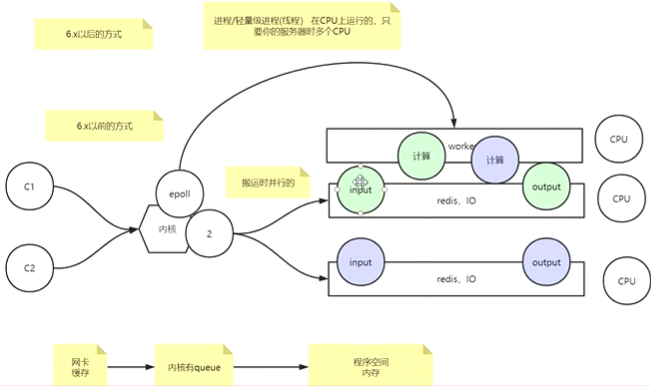 进程/轻量级进程(线程） 在CPU上运行的，只
要你的服务器时多个CPU
6.x以后的方式
6.x以前的方式
worke
计算
计算
CPU
搬运时并行的
C1
epoll
input
output
redis，IO
CPU
内核
2
C2
input
output
redis，IO
CPU
网卡
缓存
内核有queue
程序空间
内存